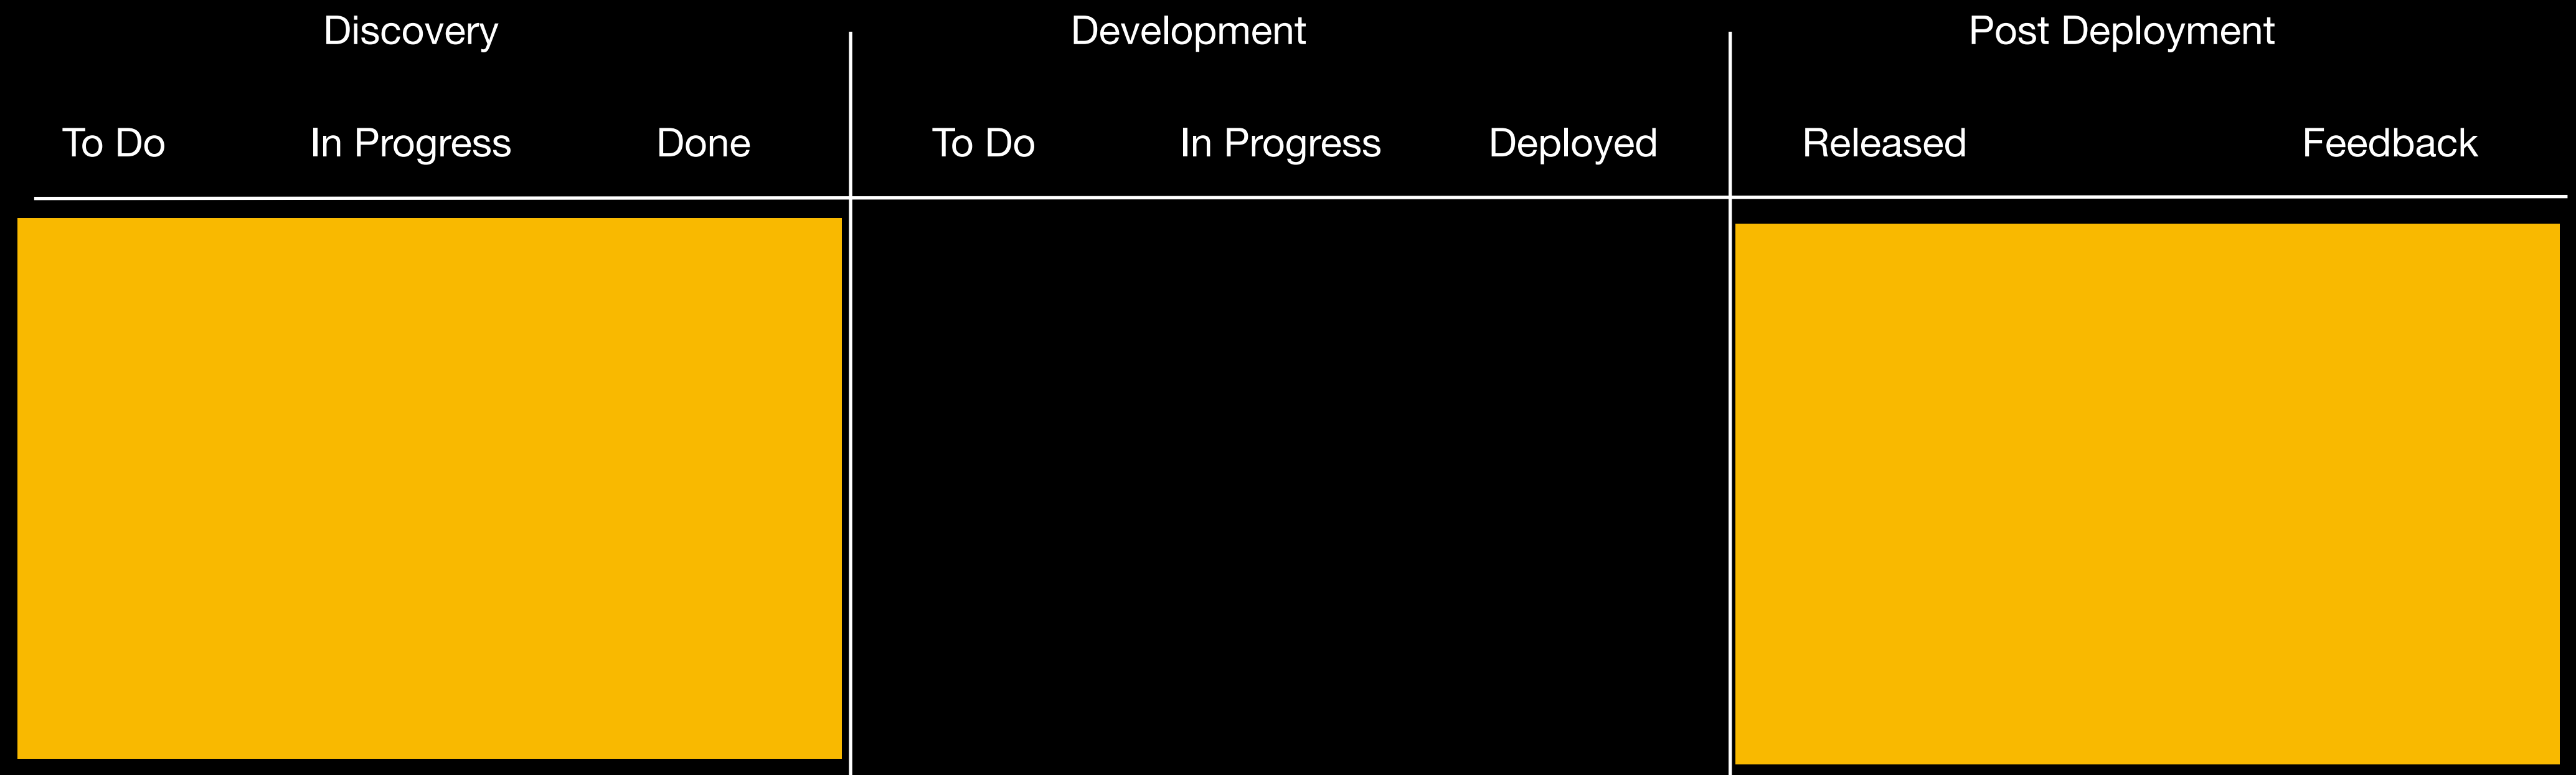 Discovery Development Post Deployment
To Do In Progress Done To Do In Progress Deployed Released Feedback